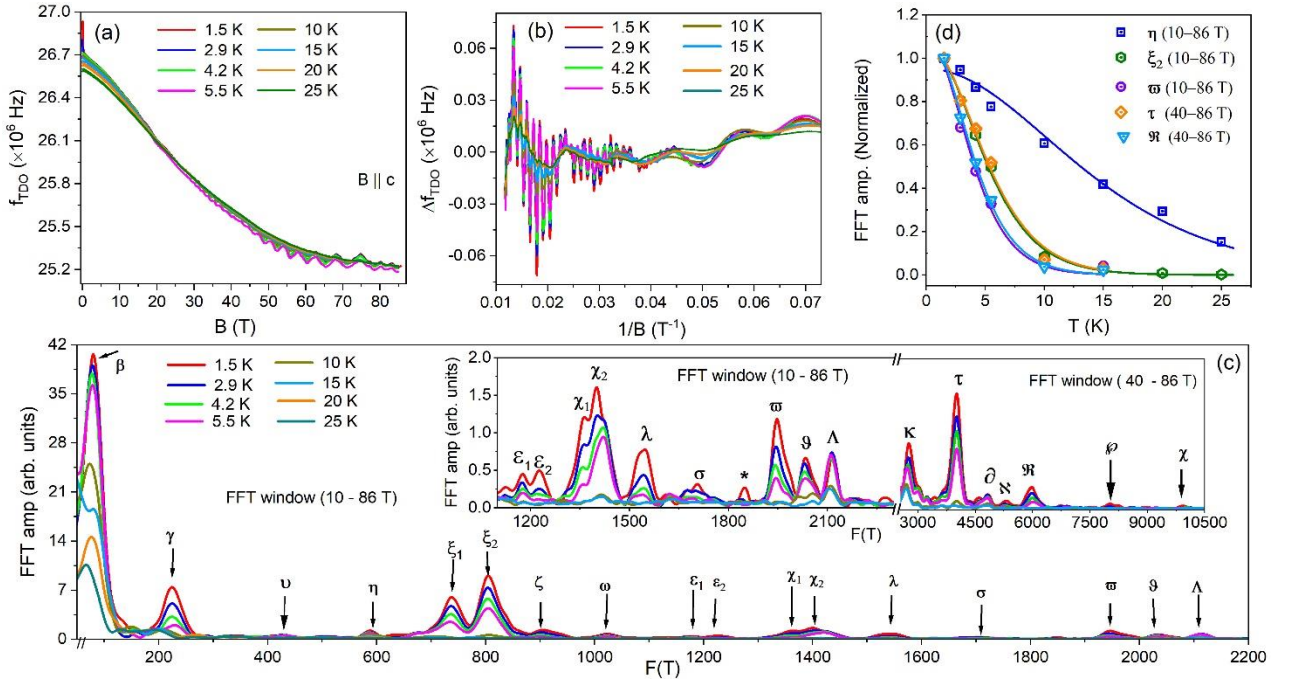 (a)
27.0
26.7
26.4
26.1
25.8
25.5
25.2
f_TDO (×10⁶ Hz)
1.5 K
2.9 K
4.2 K
5.5 K
10 K
15 K
20 K
25 K
B || c
0 10 20 30 40 50 60 70 80
B (T)
(b)
0.06
0.03
0.00
-0.03
-0.06
Δf_TDO (×10⁶ Hz)
1.5 K
2.9 K
4.2 K
5.5 K
10 K
15 K
20 K
25 K
0.01 0.02 0.03 0.04 0.05 0.06 0.07
1/B (T⁻¹)
(d)
1.2
1.0
0.8
0.6
0.4
0.2
0.0
FFT amp. (Normalized)
η (10–86 T)
ξ₂ (10–86 T)
ϖ (10–86 T)
τ (40–86 T)
ℜ (40–86 T)
0 5 10 15 20 25
T (K)
(c)
42
35
28
21
14
7
0
FFT amp (arb. units)
1.5 K
2.9 K
4.2 K
5.5 K
10 K
15 K
20 K
25 K
FFT window (10 - 86 T)
β γ υ η ξ₁ ξ₂ ζ ω ε₁ ε₂ χ₁ χ₂ λ σ ϖ ϑ Λ
200 400 600 800 1000 1200 1400 1600 1800 2000 2200
F(T)
2.0
1.5
1.0
0.5
0.0
FFT amp (arb. units)
FFT window (10 - 86 T)
FFT window ( 40 - 86 T)
ε₁ ε₂ χ₁ χ₂ λ σ * ϖ ϑ Λ κ τ ∂ ℵ ℜ ℘ χ
1200 1500 1800 2100 3000 4000 6000 7500 9000 10500
F(T)